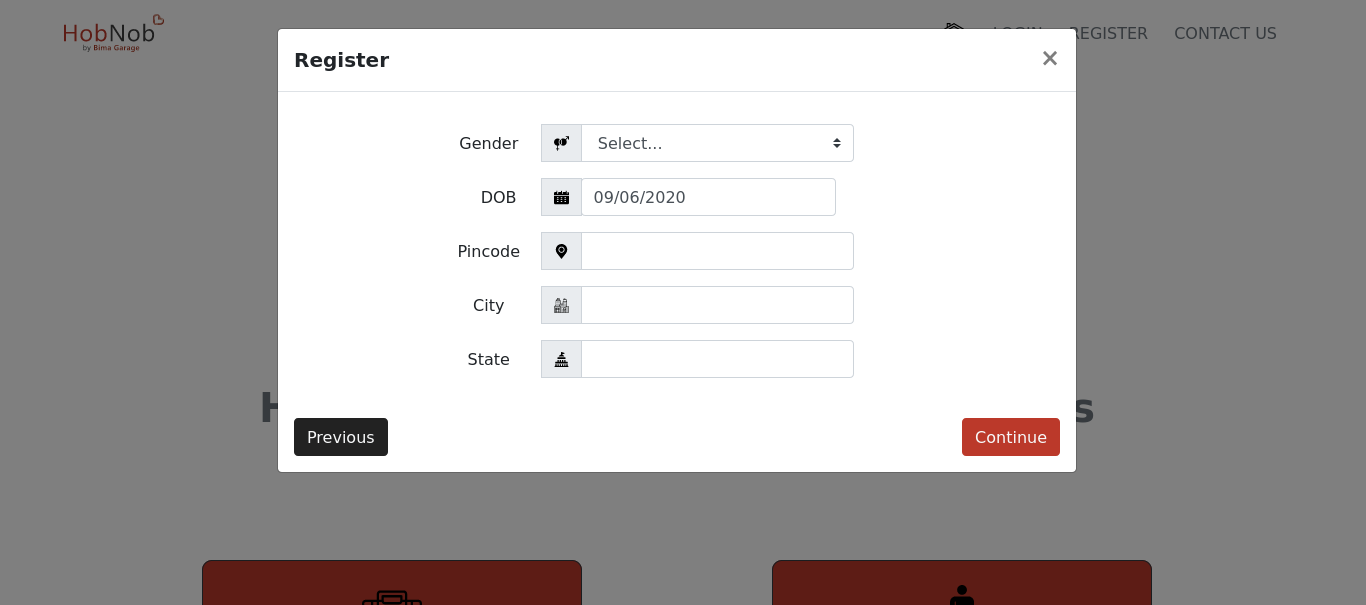 HobNob
by Bima Garage
LOGIN
REGISTER
CONTACT US
Register
×
Gender
Select...
DOB
09/06/2020
Pincode
City
State
Previous
Continue